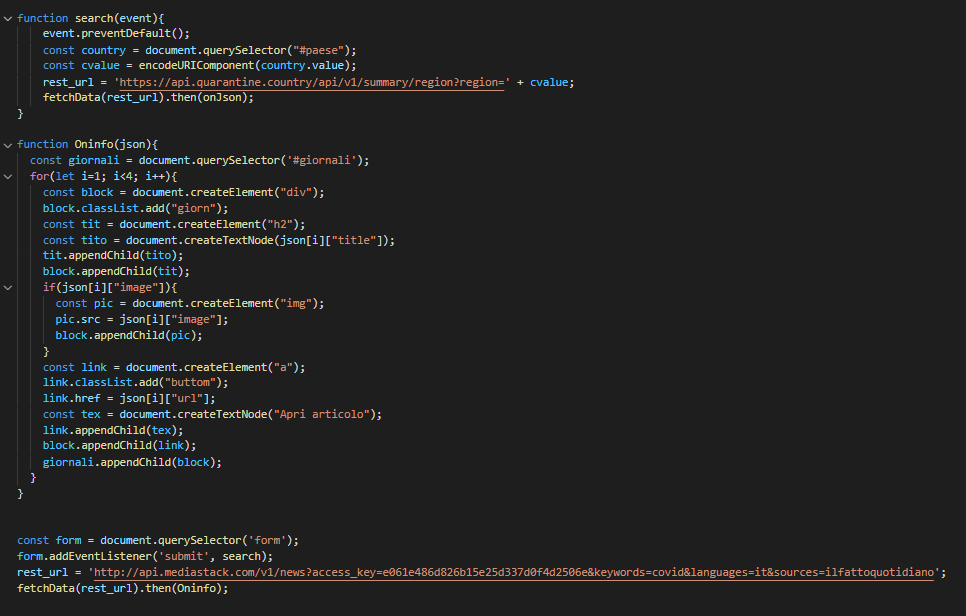 function search(event){
event.preventDefault();
const country = document.querySelector("#paese");
const cvalue = encodeURIComponent(country.value);
rest_url = 'https://api.quarantine.country/api/v1/summary/region?region=' + cvalue;
fetchData(rest_url).then(onJson);
}
function Oninfo(json){
const giornali = document.querySelector('#giornali');
for(let i=1; i<4; i++){
const block = document.createElement("div");
block.classList.add("giorn");
const tit = document.createElement("h2");
const tito = document.createTextNode(json[i]["title"]);
tit.appendChild(tito);
block.appendChild(tit);
if(json[i]["image"]){
const pic = document.createElement("img");
pic.src = json[i]["image"];
block.appendChild(pic);
}
const link = document.createElement("a");
link.classList.add("buttom");
link.href = json[i]["url"];
const tex = document.createTextNode("Apri articolo");
link.appendChild(tex);
block.appendChild(link);
giornali.appendChild(block);
}
}
const form = document.querySelector('form');
form.addEventListener('submit', search);
rest_url = 'http://api.mediastack.com/v1/news?access_key=e061e486d826b15e25d337d0f4d2506e&keywords=covid&languages=it&sources=ilfattoquotidiano';
fetchData(rest_url).then(Oninfo);